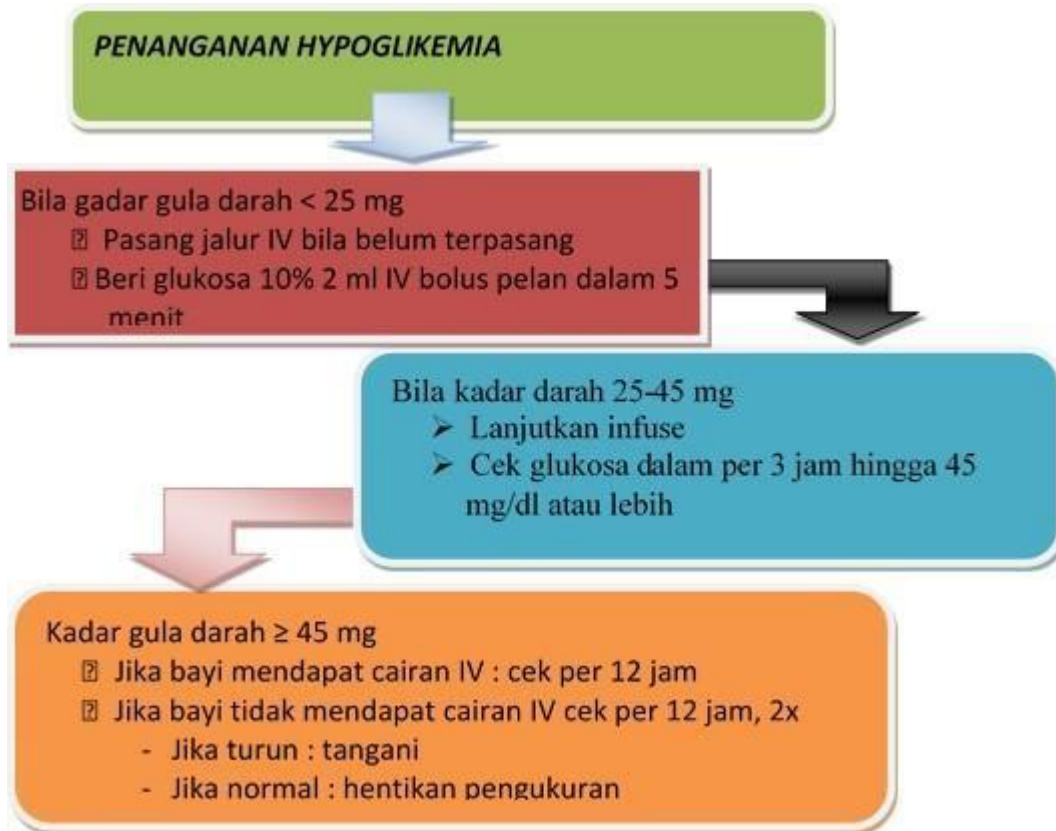 PENANGANAN HYPOGLIKEMIA
Bila gadar gula darah < 25 mg
Pasang jalur IV bila belum terpasang
Beri glukosa 10% 2 ml IV bolus pelan dalam 5
menit
Bila kadar darah 25-45 mg
➢ Lanjutkan infuse
➢ Cek glukosa dalam per 3 jam hingga 45
mg/dl atau lebih
Kadar gula darah ≥ 45 mg
Jika bayi mendapat cairan IV : cek per 12 jam
Jika bayi tidak mendapat cairan IV cek per 12 jam, 2x
- Jika turun : tangani
- Jika normal : hentikan pengukuran